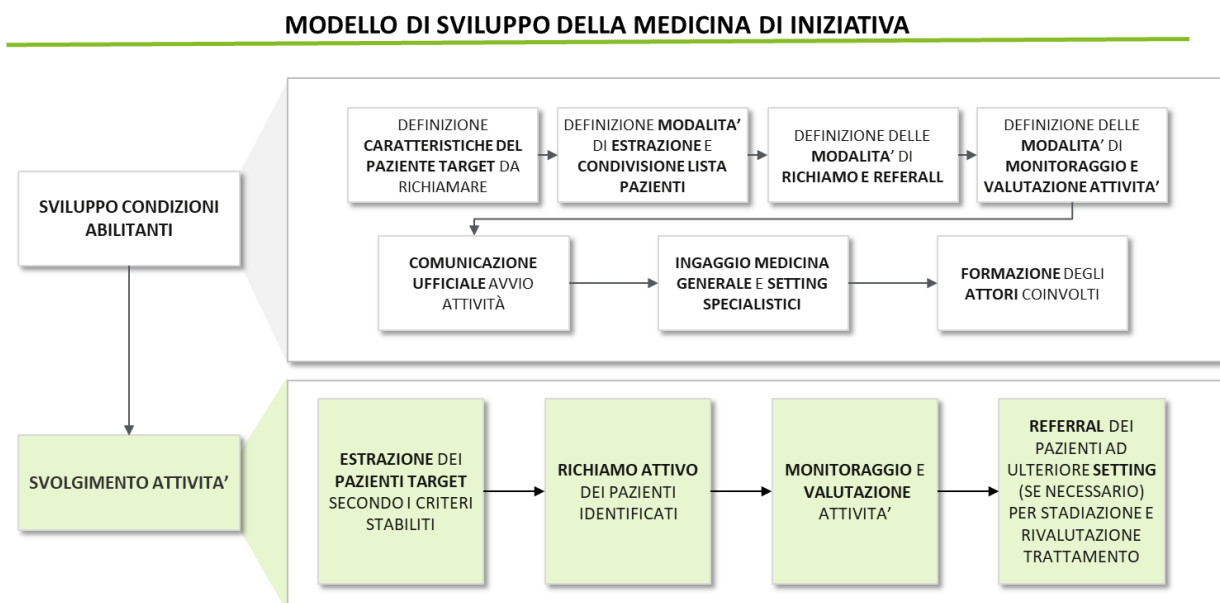 MODELLO DI SVILUPPO DELLA MEDICINA DI INIZIATIVA
SVILUPPO CONDIZIONI
ABILITANTI
DEFINIZIONE
CARATTERISTICHE DEL
PAZIENTE TARGET DA
RICHIAMARE
DEFINIZIONE MODALITA'
DI ESTRAZIONE E
CONDIVISIONE LISTA
PAZIENTI
DEFINIZIONE DELLE
MODALITA' DI
RICHIAMO E REFERALL
DEFINIZIONE DELLE
MODALITA' DI
MONITORAGGIO E
VALUTAZIONE ATTIVITA'
COMUNICAZIONE
UFFICIALE AVVIO
ATTIVITÀ
INGAGGIO MEDICINA
GENERALE E SETTING
SPECIALISTICI
FORMAZIONE DEGLI
ATTORI COINVOLTI
SVOLGIMENTO ATTIVITA'
ESTRAZIONE DEI
PAZIENTI TARGET
SECONDO I CRITERI
STABILITI
RICHIAMO ATTIVO
DEI PAZIENTI
IDENTIFICATI
MONITORAGGIO E
VALUTAZIONE
ATTIVITA'
REFERRAL DEI
PAZIENTI AD
ULTERIORE SETTING
(SE NECESSARIO)
PER STADIAZIONE E
RIVALUTAZIONE
TRATTAMENTO